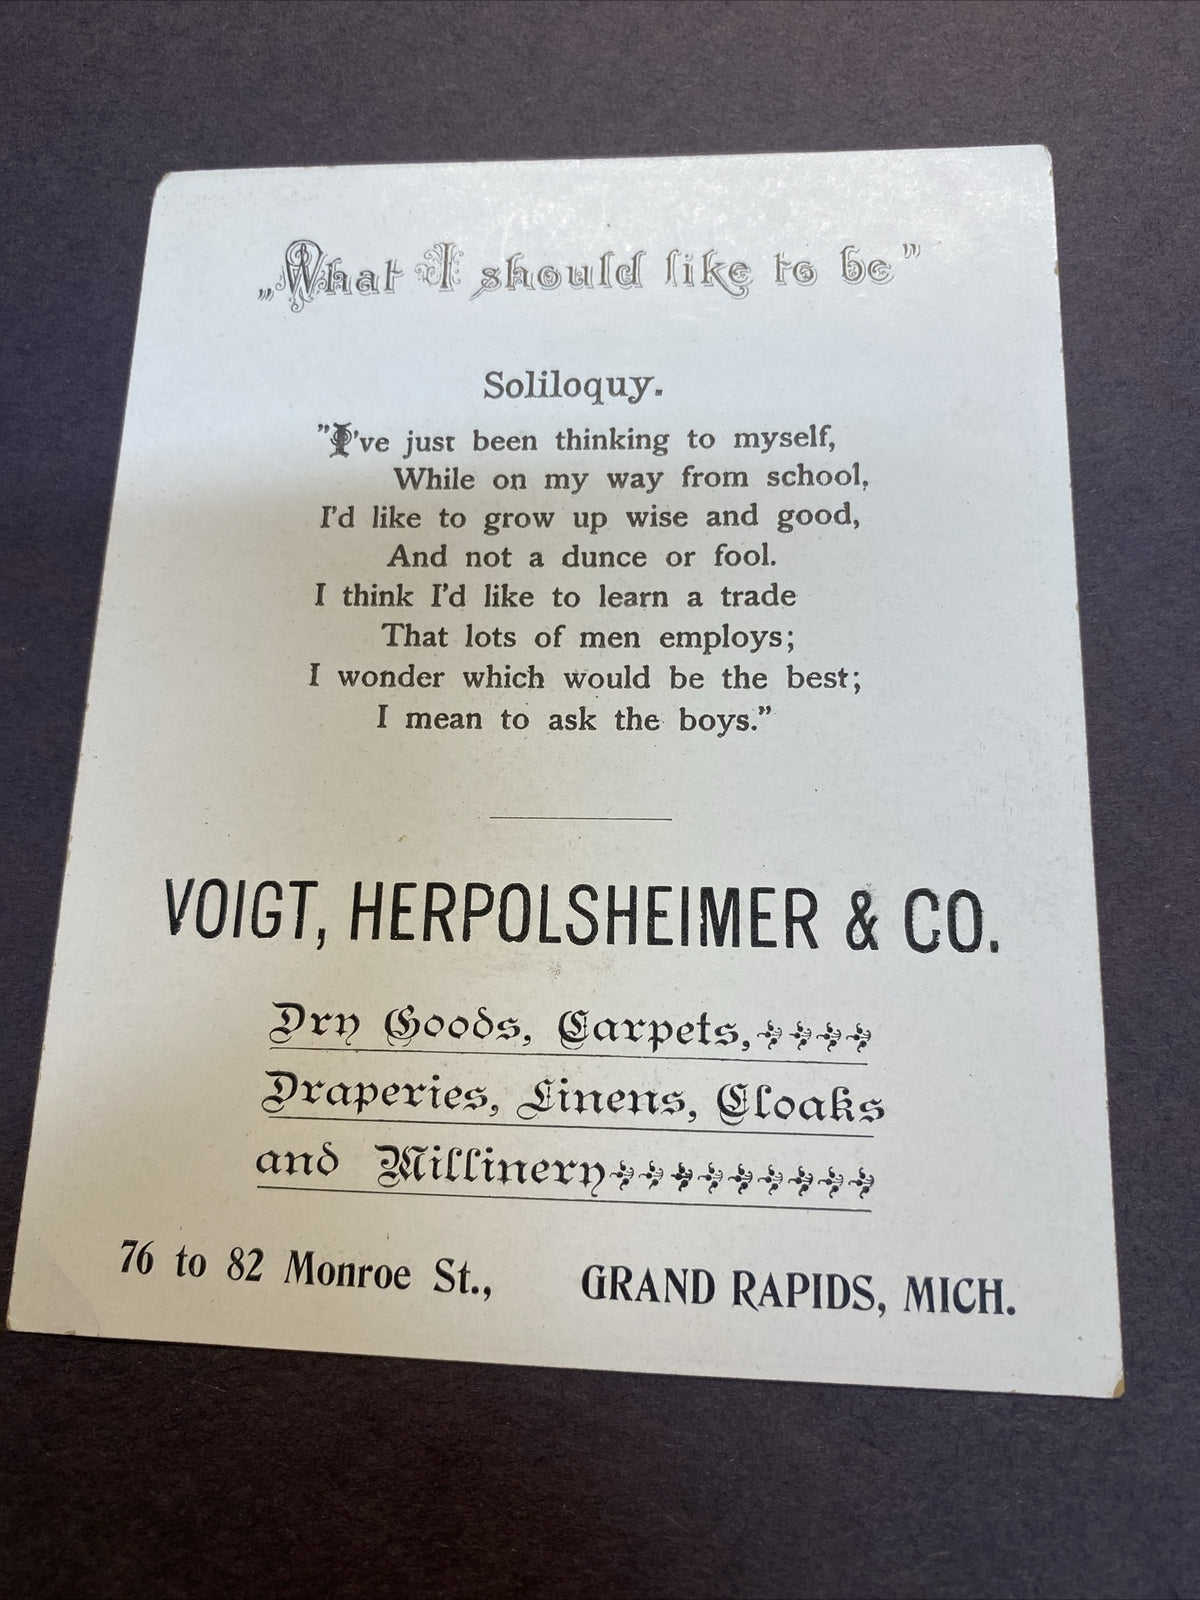 „What I should like to be”
Soliloquy.
”I've just been thinking to myself,
While on my way from school,
I'd like to grow up wise and good,
And not a dunce or fool.
I think I'd like to learn a trade
That lots of men employs;
I wonder which would be the best;
I mean to ask the boys.”
VOIGT, HERPOLSHEIMER & CO.
Dry Goods, Carpets,
Draperies, Linens, Cloaks
and Millinery
76 to 82 Monroe St., GRAND RAPIDS, MICH.